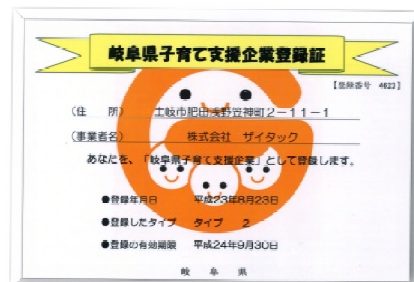 岐阜県子育て支援企業登録証
【登録番号 4623】
(住 所) 土岐市肥田浅野笠神町2-11-1
(事業者名) 株式会社 ザイタック
あなたを、「岐阜県子育て支援企業」として登録します。
●登録年月日 平成23年8月23日
●登録したタイプ タイプ 2
●登録の有効期限 平成24年9月30日
岐 阜 県